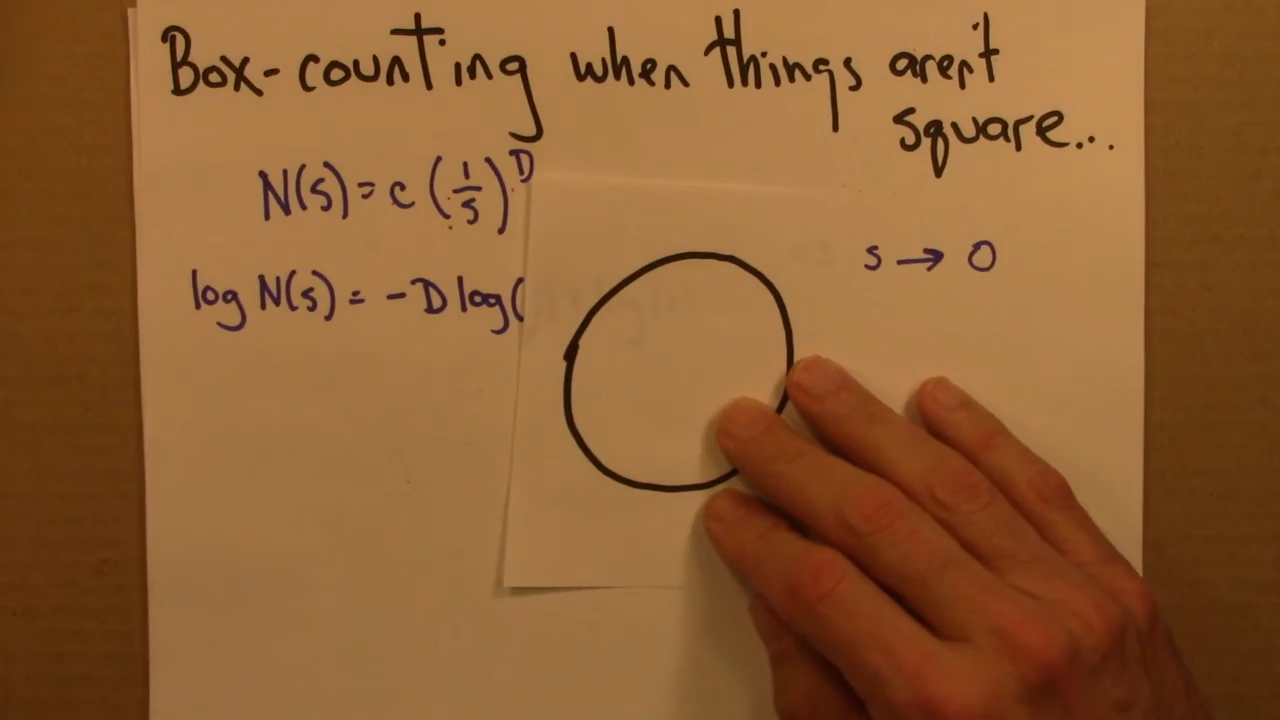 Box-counting when things aren't
square...
N(s) = c (1/s)^D
s → 0
log N(s) = -D log(